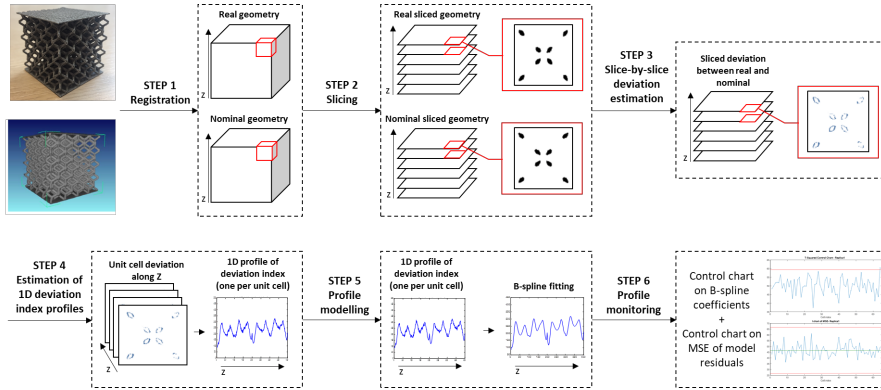 Real geometry
Z
Nominal geometry
Z
STEP 1
Registration
STEP 2
Slicing
Real sliced geometry
Z
Nominal sliced geometry
Z
STEP 3
Slice-by-slice
deviation
estimation
Sliced deviation
between real and
nominal
Z
STEP 4
Estimation of
1D deviation
index profiles
Unit cell deviation
along Z
Z
1D profile of
deviation index
(one per unit cell)
Z
STEP 5
Profile
modelling
1D profile of
deviation index
(one per unit cell)
Z
B-spline fitting
Z
STEP 6
Profile
monitoring
Control chart
on B-spline
coefficients
+
Control chart on
MSE of model
residuals